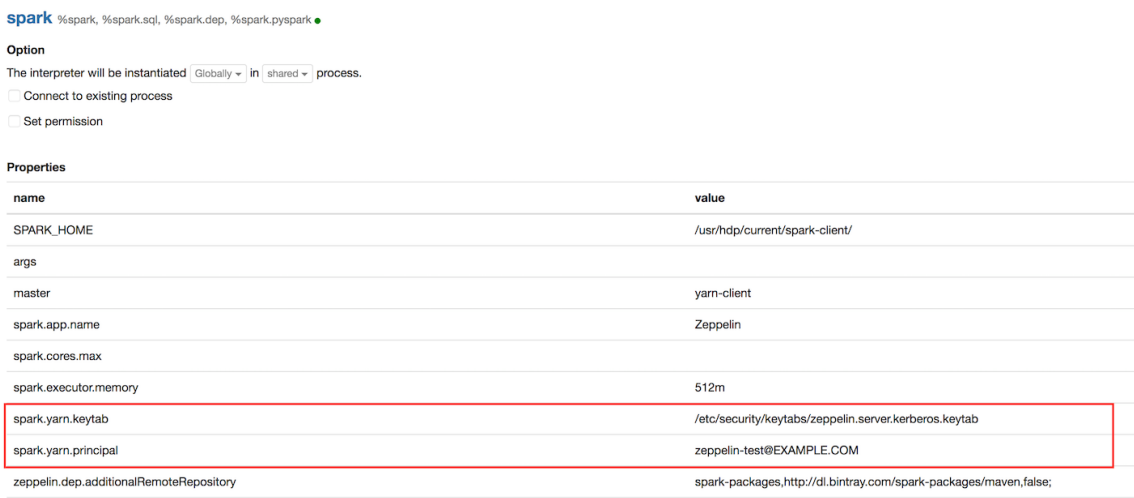 spark %spark, %spark.sql, %spark.dep, %spark.pyspark
Option
The interpreter will be instantiated Globally in shared process.
Connect to existing process
Set permission
Properties
name value
SPARK_HOME /usr/hdp/current/spark-client/
args
master yarn-client
spark.app.name Zeppelin
spark.cores.max
spark.executor.memory 512m
spark.yarn.keytab /etc/security/keytabs/zeppelin.server.kerberos.keytab
spark.yarn.principal zeppelin-test@EXAMPLE.COM
zeppelin.dep.additionalRemoteRepository spark-packages,http://dl.bintray.com/spark-packages/maven,false;